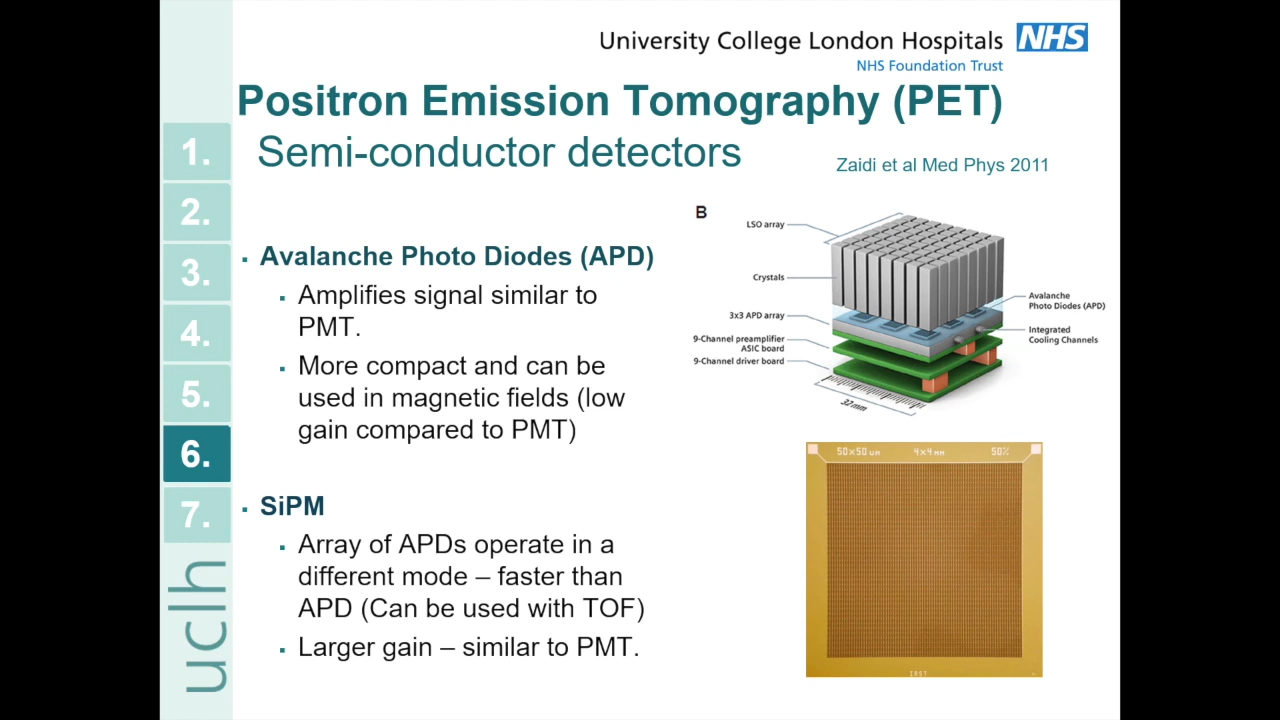 University College London Hospitals NHS
NHS Foundation Trust
Positron Emission Tomography (PET)
Semi-conductor detectors
Zaidi et al Med Phys 2011
1.
2.
3.
4.
5.
6.
7.
uclh
▪ Avalanche Photo Diodes (APD)
▪ Amplifies signal similar to
PMT.
▪ More compact and can be
used in magnetic fields (low
gain compared to PMT)
▪ SiPM
▪ Array of APDs operate in a
different mode – faster than
APD (Can be used with TOF)
▪ Larger gain – similar to PMT.
B
LSO array
Crystals
3x3 APD array
9-Channel preamplifier
ASIC board
9-Channel driver board
Avalanche
Photo Diodes (APD)
Integrated
Cooling Channels
32mm
50×50 um 4×4 mm 50%
IRST